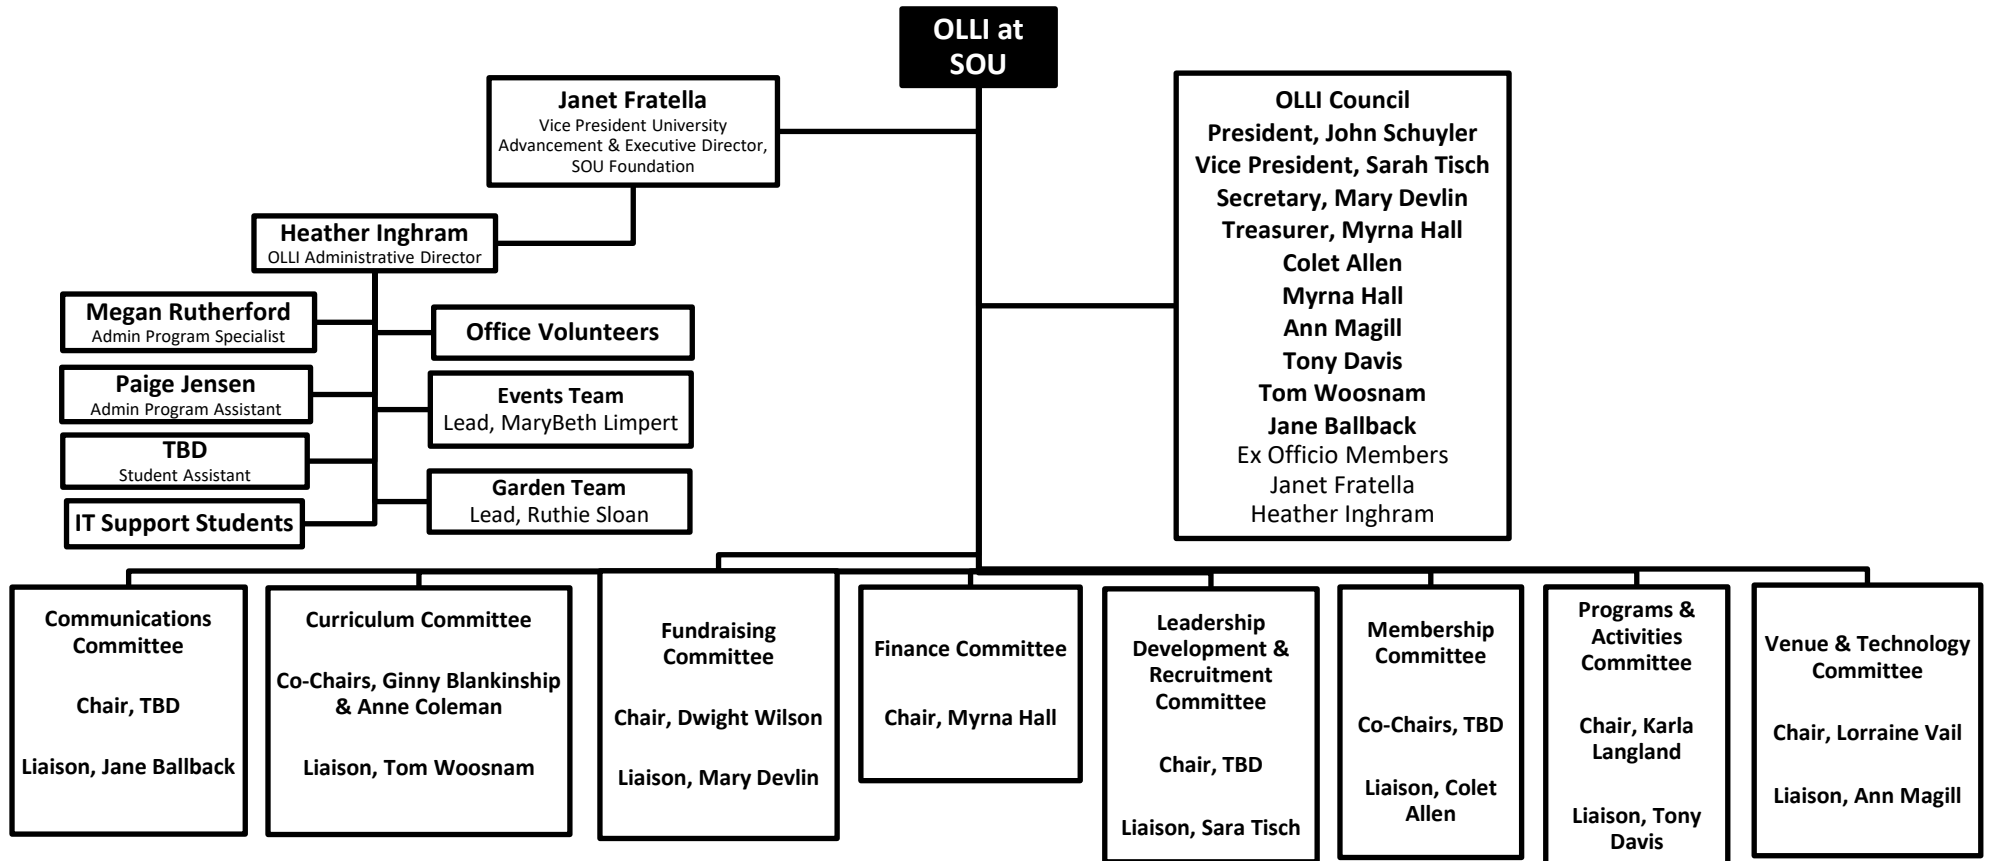 OLLI at
SOU
Janet Fratella
Vice President University
Advancement & Executive Director,
SOU Foundation
Heather Inghram
OLLI Administrative Director
Megan Rutherford
Admin Program Specialist
Paige Jensen
Admin Program Assistant
TBD
Student Assistant
IT Support Students
Office Volunteers
Events Team
Lead, MaryBeth Limpert
Garden Team
Lead, Ruthie Sloan
OLLI Council
President, John Schuyler
Vice President, Sarah Tisch
Secretary, Mary Devlin
Treasurer, Myrna Hall
Colet Allen
Myrna Hall
Ann Magill
Tony Davis
Tom Woosnam
Jane Ballback
Ex Officio Members
Janet Fratella
Heather Inghram
Communications
Committee
Chair, TBD
Liaison, Jane Ballback
Curriculum Committee
Co-Chairs, Ginny Blankinship
& Anne Coleman
Liaison, Tom Woosnam
Fundraising
Committee
Chair, Dwight Wilson
Liaison, Mary Devlin
Finance Committee
Chair, Myrna Hall
Leadership
Development &
Recruitment
Committee
Chair, TBD
Liaison, Sara Tisch
Membership
Committee
Co-Chairs, TBD
Liaison, Colet
Allen
Programs &
Activities
Committee
Chair, Karla
Langland
Liaison, Tony
Davis
Venue & Technology
Committee
Chair, Lorraine Vail
Liaison, Ann Magill